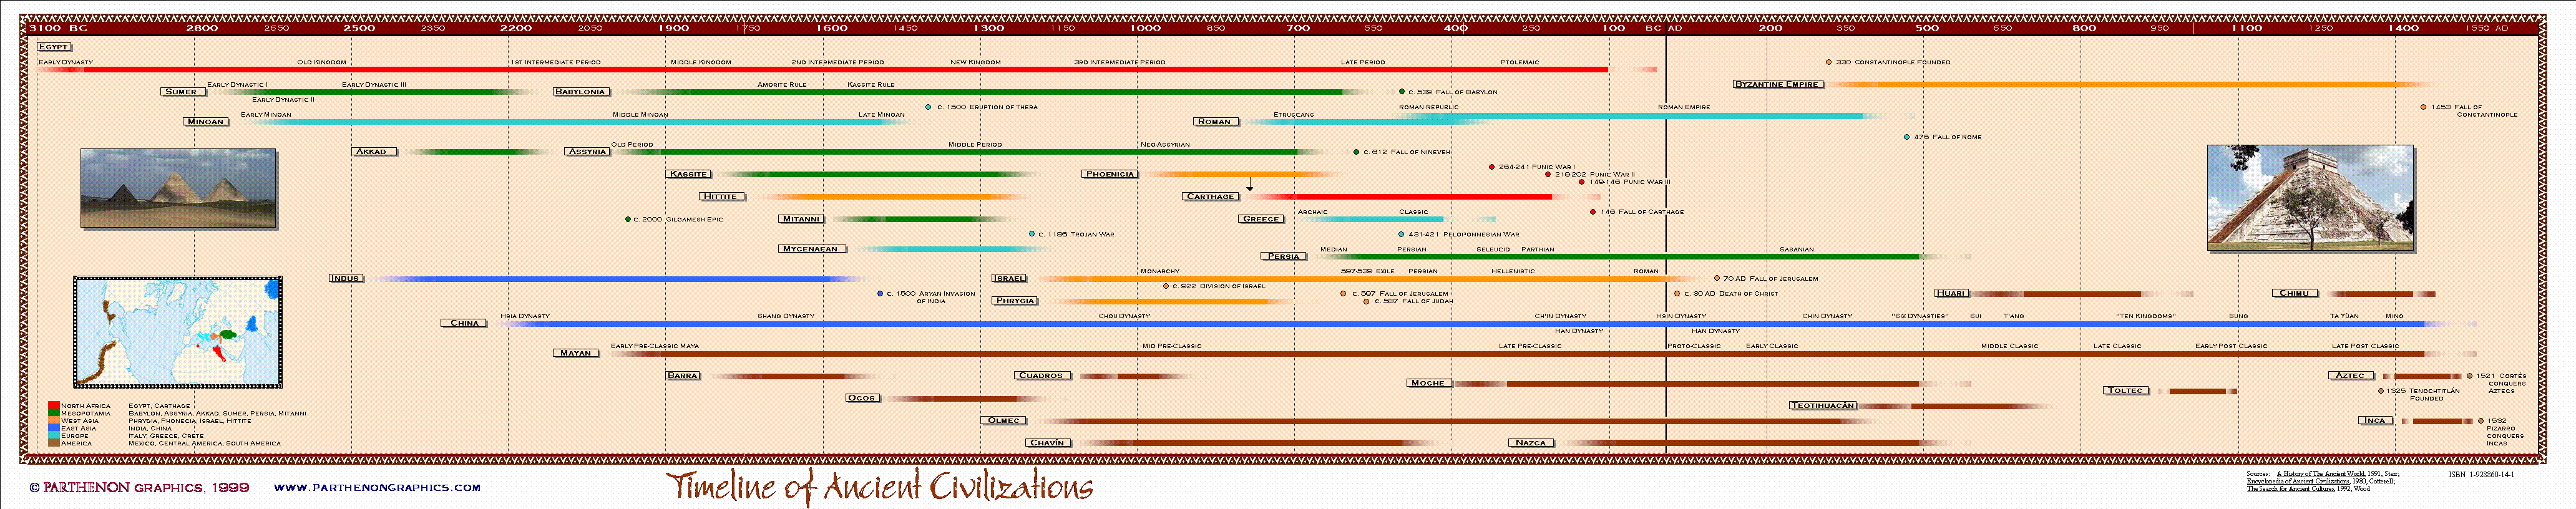 3100 BC 2800 2650 2500 2350 2200 2050 1900 1750 1600 1450 1300 1150 1000 850 700 550 400 250 100 BC AD 200 350 500 650 800 950 1100 1250 1400 1550 AD
EGYPT
EARLY DYNASTY OLD KINGDOM 1ST INTERMEDIATE PERIOD MIDDLE KINGDOM 2ND INTERMEDIATE PERIOD NEW KINGDOM 3RD INTERMEDIATE PERIOD LATE PERIOD PTOLEMAIC
330 CONSTANTINOPLE FOUNDED
BYZANTINE EMPIRE
EARLY DYNASTIC I EARLY DYNASTIC III AMORITE RULE KASSITE RULE
SUMER BABYLONIA c. 539 FALL OF BABYLON
EARLY DYNASTIC II
c. 1500 ERUPTION OF THERA
ROMAN REPUBLIC ROMAN EMPIRE
1453 FALL OF
CONSTANTINOPLE
EARLY MINOAN MIDDLE MINOAN LATE MINOAN ETRUSCANS
MINOAN ROMAN
476 FALL OF ROME
OLD PERIOD MIDDLE PERIOD NEO-ASSYRIAN
AKKAD ASSYRIA c. 612 FALL OF NINEVEH
264-241 PUNIC WAR I
KASSITE PHOENICIA 219-202 PUNIC WAR II
149-146 PUNIC WAR III
HITTITE CARTHAGE
146 FALL OF CARTHAGE
ARCHAIC CLASSIC
c. 2000 GILGAMESH EPIC MITANNI GREECE
c. 1196 TROJAN WAR 431-421 PELOPONNESIAN WAR
MYCENAEAN
MEDIAN PERSIAN SELEUCID PARTHIAN SASANIAN
PERSIA
MONARCHY 597-539 EXILE PERSIAN HELLENISTIC ROMAN
INDUS ISRAEL 70 AD FALL OF JERUSALEM
c. 922 DIVISION OF ISRAEL
c. 1500 ARYAN INVASION
OF INDIA
c. 597 FALL OF JERUSALEM c. 30 AD DEATH OF CHRIST
HUARI CHIMU
PHRYGIA c. 587 FALL OF JUDAH
HSIA DYNASTY SHANG DYNASTY CHOU DYNASTY CH'IN DYNASTY HSIN DYNASTY CHIN DYNASTY "SIX DYNASTIES" SUI T'ANG "TEN KINGDOMS" SUNG TA YÜAN MING
CHINA
HAN DYNASTY HAN DYNASTY
EARLY PRE-CLASSIC MAYA MID PRE-CLASSIC LATE PRE-CLASSIC PROTO-CLASSIC EARLY CLASSIC MIDDLE CLASSIC LATE CLASSIC EARLY POST CLASSIC LATE POST CLASSIC
MAYAN
BARRA CUADROS
MOCHE
AZTEC
1521 CORTÉS
CONQUERS
AZTECS
TOLTEC
1325 TENOCHTITLÁN
FOUNDED
OCOS
TEOTIHUACÁN
OLMEC
INCA
1532
PIZARRO
CONQUERS
INCAS
CHAVÍN NAZCA
NORTH AFRICA EGYPT, CARTHAGE
MESOPOTAMIA BABYLON, ASSYRIA, AKKAD, SUMER, PERSIA, MITANNI
WEST ASIA PHRYDIA, PHONECIA, ISRAEL, HITTITE
EAST ASIA INDIA, CHINA
EUROPE ITALY, GREECE, CRETE
AMERICA MEXICO, CENTRAL AMERICA, SOUTH AMERICA
© PARTHENON GRAPHICS, 1999 WWW.PARTHENONGRAPHICS.COM
Timeline of Ancient Civilizations
Sources: A History of The Ancient World, 1991, Starr;
Encyclopedia of Ancient Civilizations, 1980, Cotterell;
The Search for Ancient Cultures, 1992, Wood
ISBN 1-928860-14-1